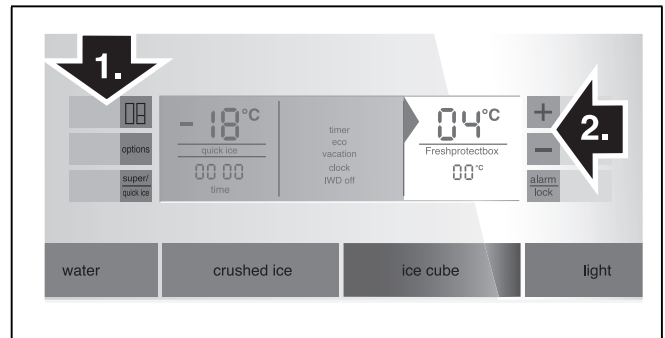 1.
2.
options
super/
quick ice
- 18°C
quick ice
00 00
time
timer
eco
vacation
clock
IWD off
04°C
Freshprotectbox
00°C
+
-
alarm
lock
water
crushed ice
ice cube
light